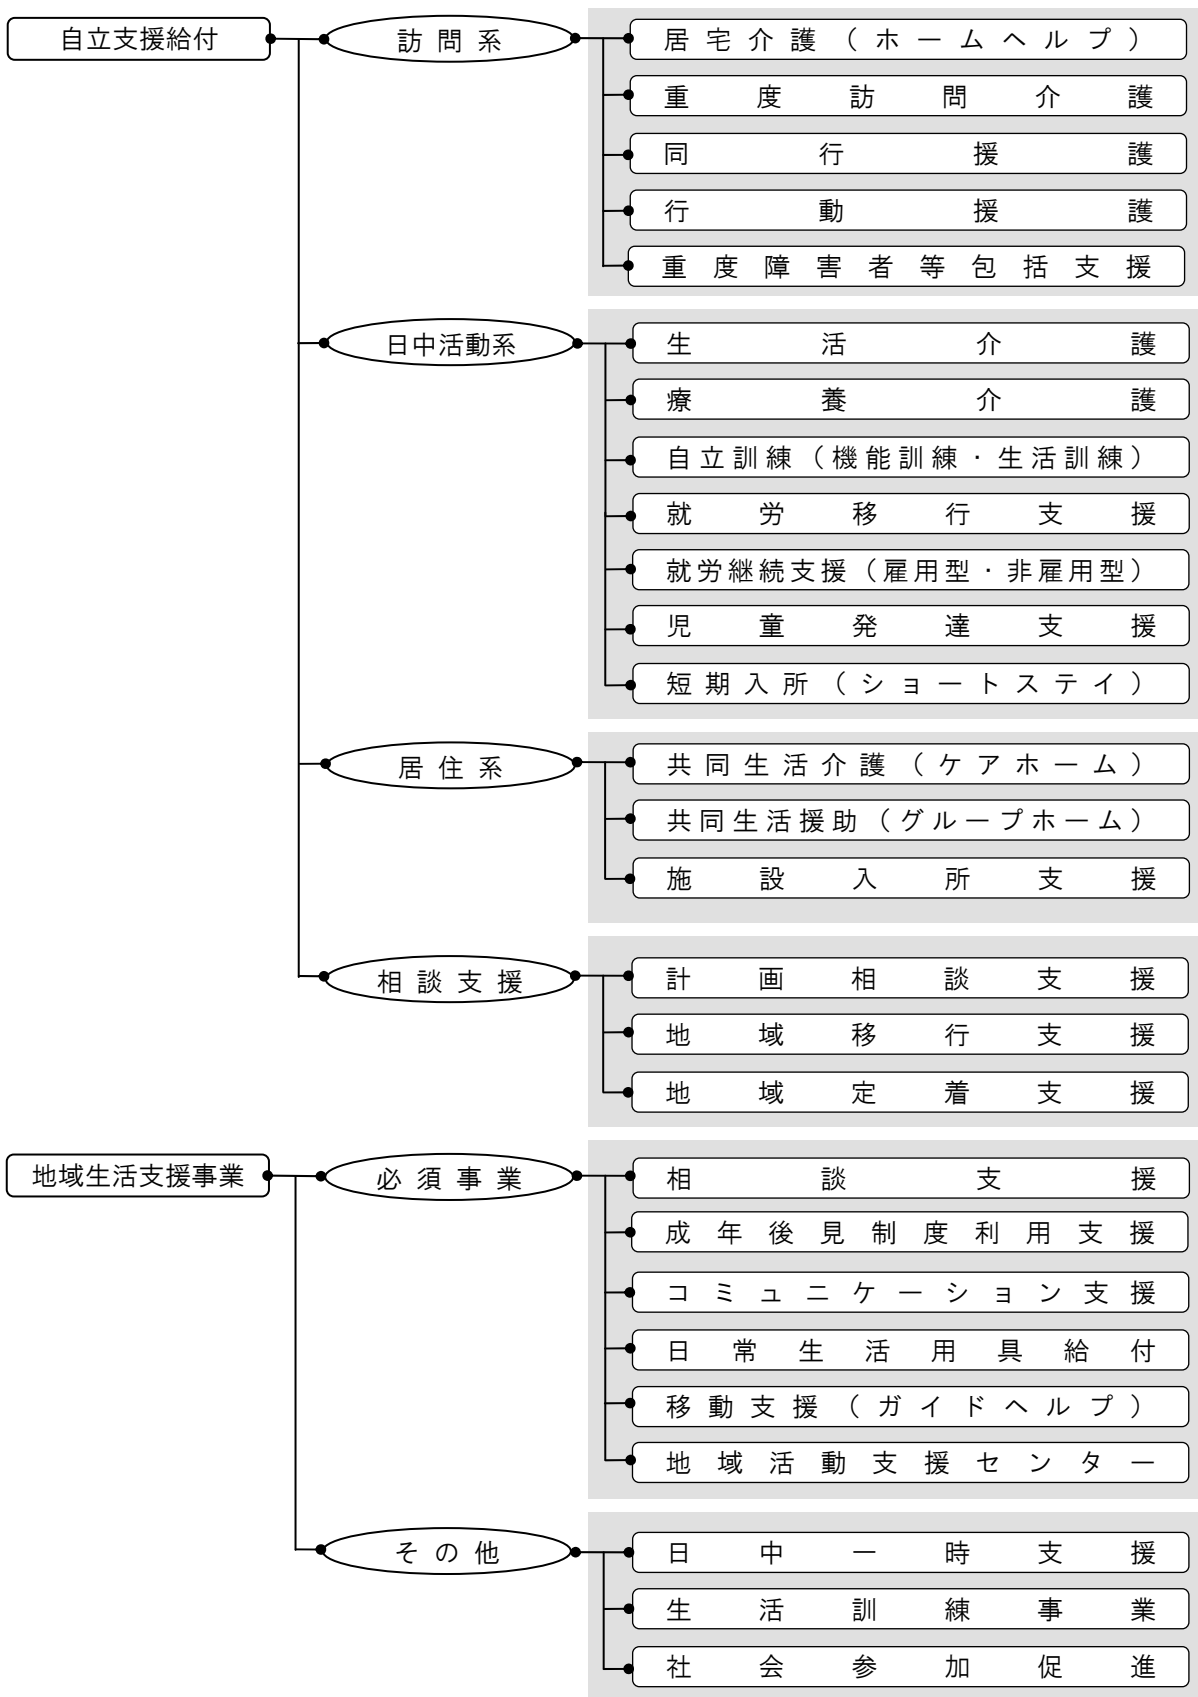 自立支援給付
訪問系
居宅介護（ホームヘルプ）
重度訪問介護
同行援護
行動援護
重度障害者等包括支援
日中活動系
生活介護
療養介護
自立訓練（機能訓練・生活訓練）
就労移行支援
就労継続支援（雇用型・非雇用型）
児童発達支援
短期入所（ショートステイ）
居住系
共同生活介護（ケアホーム）
共同生活援助（グループホーム）
施設入所支援
相談支援
計画相談支援
地域移行支援
地域定着支援
地域生活支援事業
必須事業
相談支援
成年後見制度利用支援
コミュニケーション支援
日常生活用具給付
移動支援（ガイドヘルプ）
地域活動支援センター
その他
日中一時支援
生活訓練事業
社会参加促進